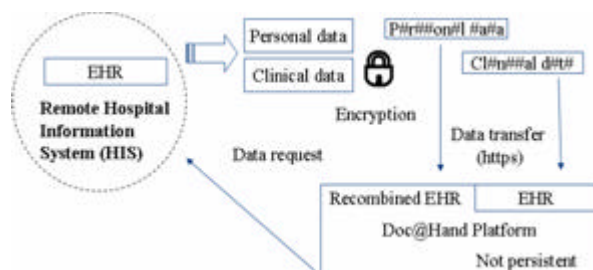 Personal data
P#r##on#l #a#a
EHR
Clinical data
Cl#n##al d#t#
Remote Hospital
Information
System (HIS)
Encryption
Data transfer
(https)
Data request
Recombined EHR
EHR
Doc@Hand Platform
Not persistent